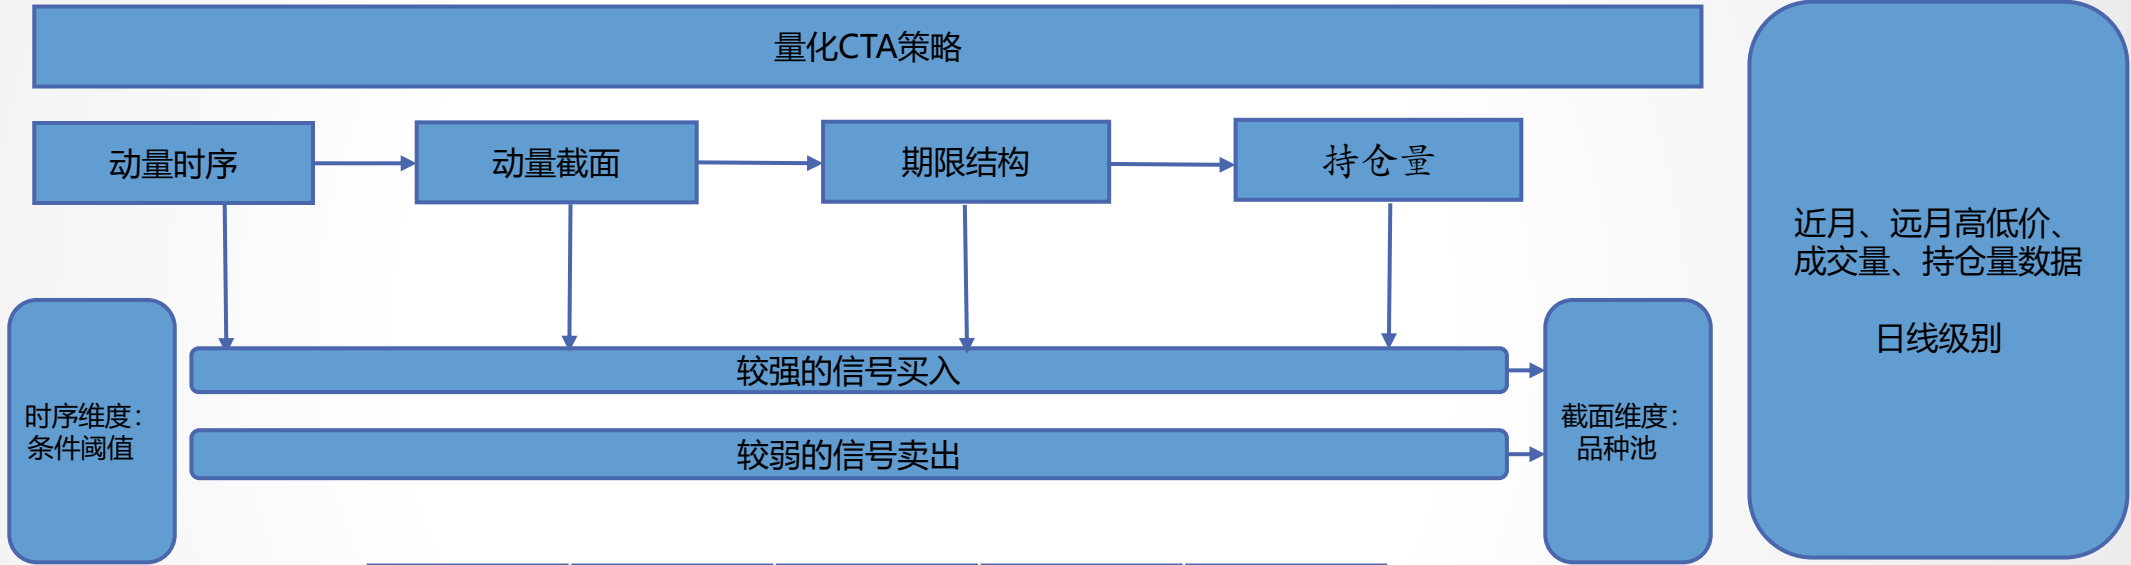 量化CTA策略
动量时序
动量截面
期限结构
持仓量
近月、远月高低价、
成交量、持仓量数据
日线级别
较强的信号买入
时序维度：
条件阈值
截面维度：
品种池
较弱的信号卖出